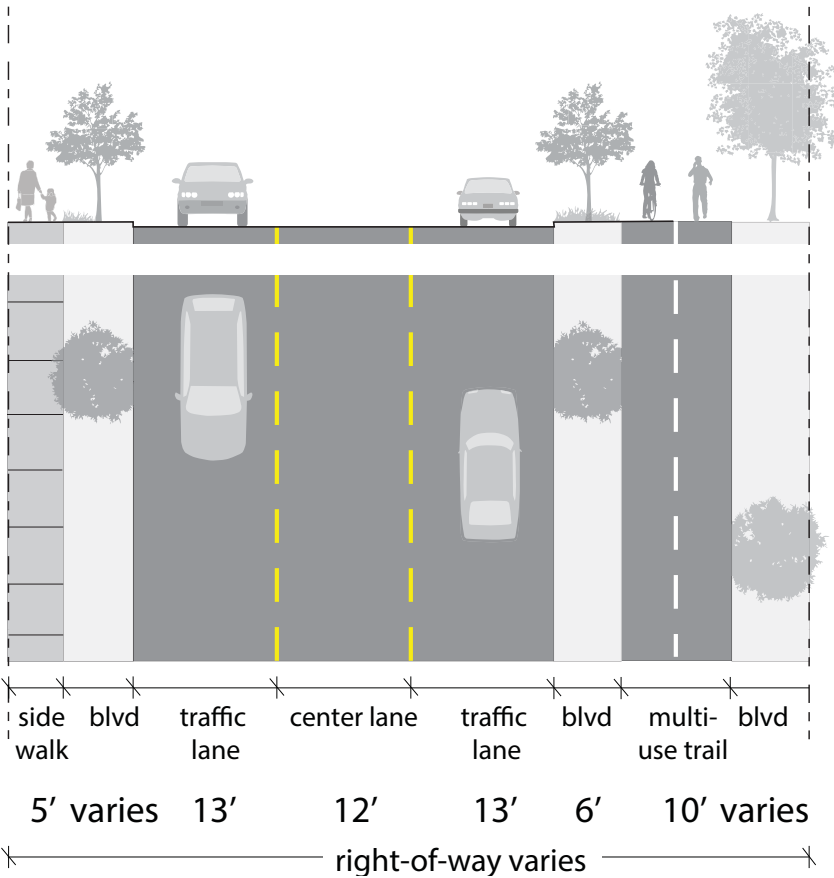 side blvd traffic center lane traffic blvd multi- blvd
walk lane lane use trail
5’ varies 13’ 12’ 13’ 6’ 10’ varies
right-of-way varies